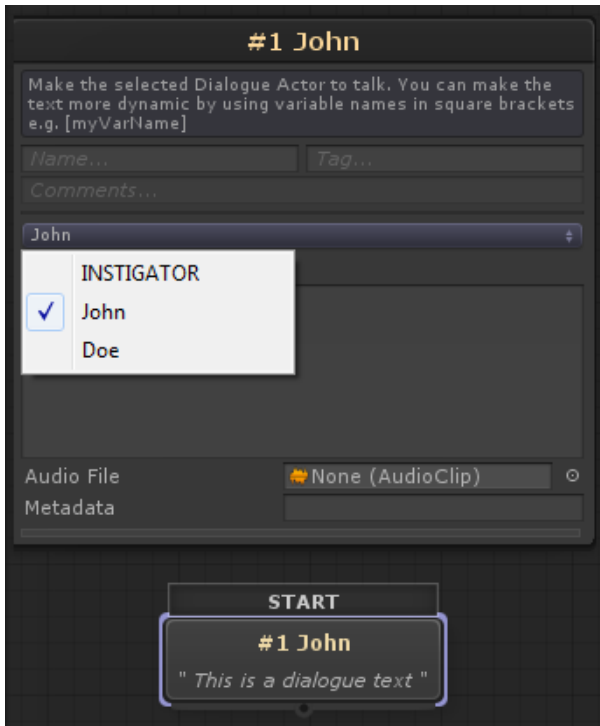 #1 John
Make the selected Dialogue Actor to talk. You can make the
text more dynamic by using variable names in square brackets
e.g. [myVarName]
Name... Tag...
Comments...
John
INSTIGATOR
John
Doe
Audio File None (AudioClip)
Metadata
START
#1 John
" This is a dialogue text "